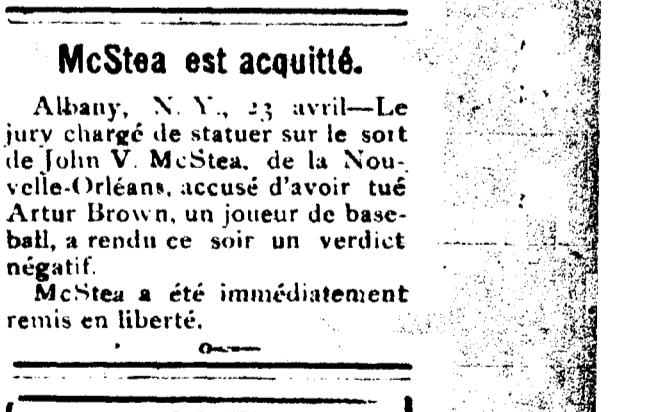 McStea est acquitté.
Albany, N. Y., 23 avril—Le
jury chargé de statuer sur le sort
de John V. McStea, de la Nou-
velle-Orléans, accusé d'avoir tué
Artur Brown, un joueur de base-
ball, a rendu ce soir un verdict
négatif.
McStea a été immédiatement
remis en liberté.